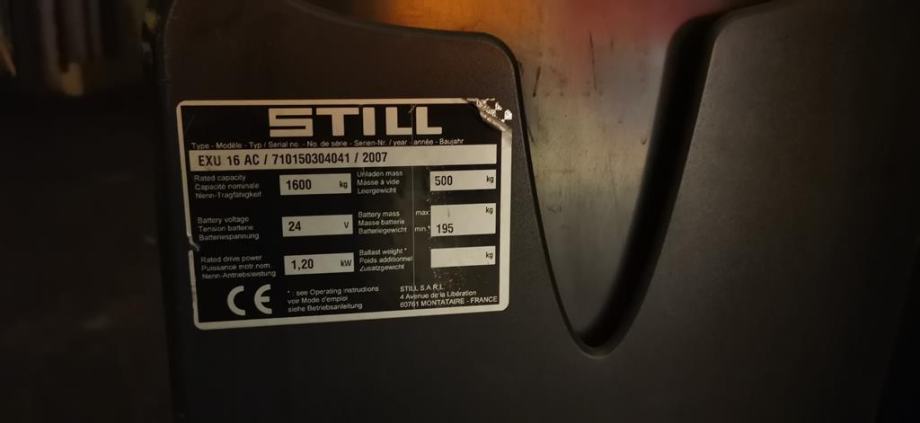 STILL
Type - Modèle - Typ / Serial no. - No. de série - Serien-Nr. / year - année - Baujahr
EXU 16 AC / 710150304041 / 2007
Rated capacity
Capacité nominale
Nenn-Tragfähigkeit
1600 kg
Unladen mass
Masse à vide
Leergewicht
500 kg
Battery voltage
Tension batterie
Batteriespannung
24 V
Battery mass
Masse batterie
Batteriegewicht
max.
min.*
kg
195
Rated drive power
Puissance motr. nom.
Nenn-Antriebsleistung
1,20 kW
Ballast weight *
Poids additionnel
Zusatzgewicht
kg
CE
* : see Operating instructions
voir Mode d'emploi
siehe Betriebsanleitung
STILL S.A.R.L.
4 Avenue de la Libération
60761 MONTATAIRE - FRANCE